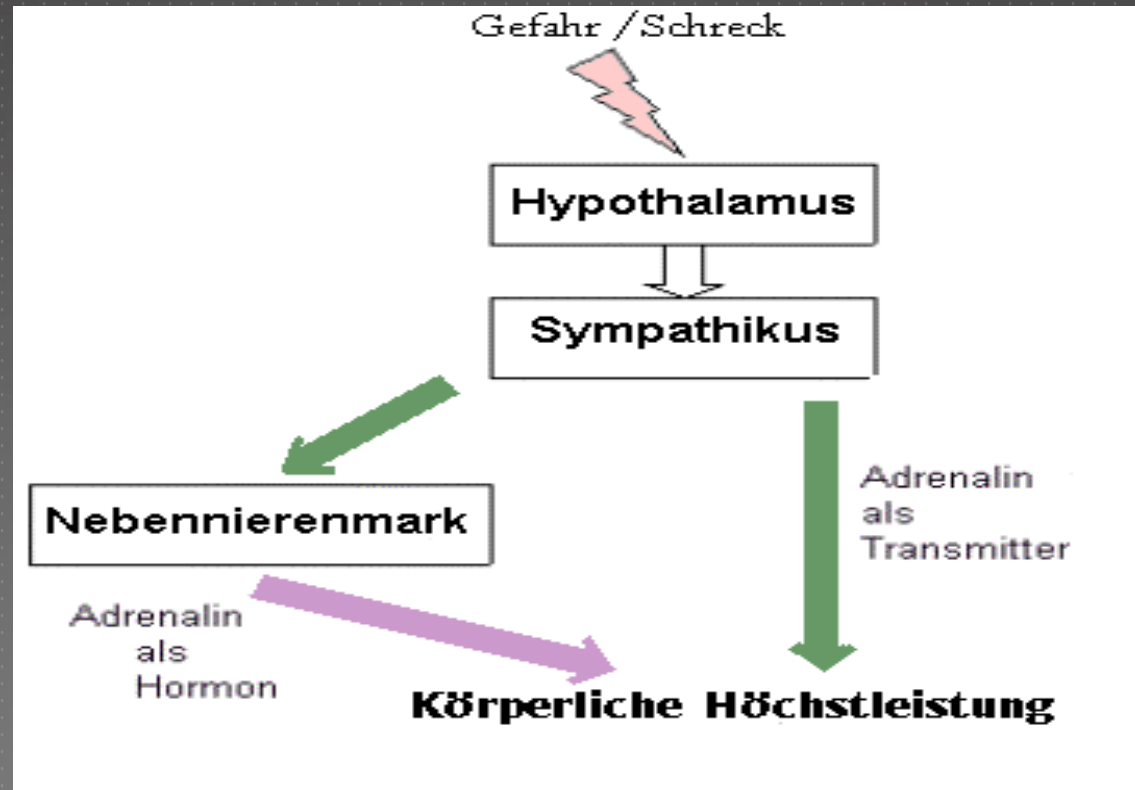 Gefahr /Schreck
Hypothalamus
Sympathikus
Nebennierenmark
Adrenalin
als
Transmitter
Adrenalin
als
Hormon
Körperliche Höchstleistung